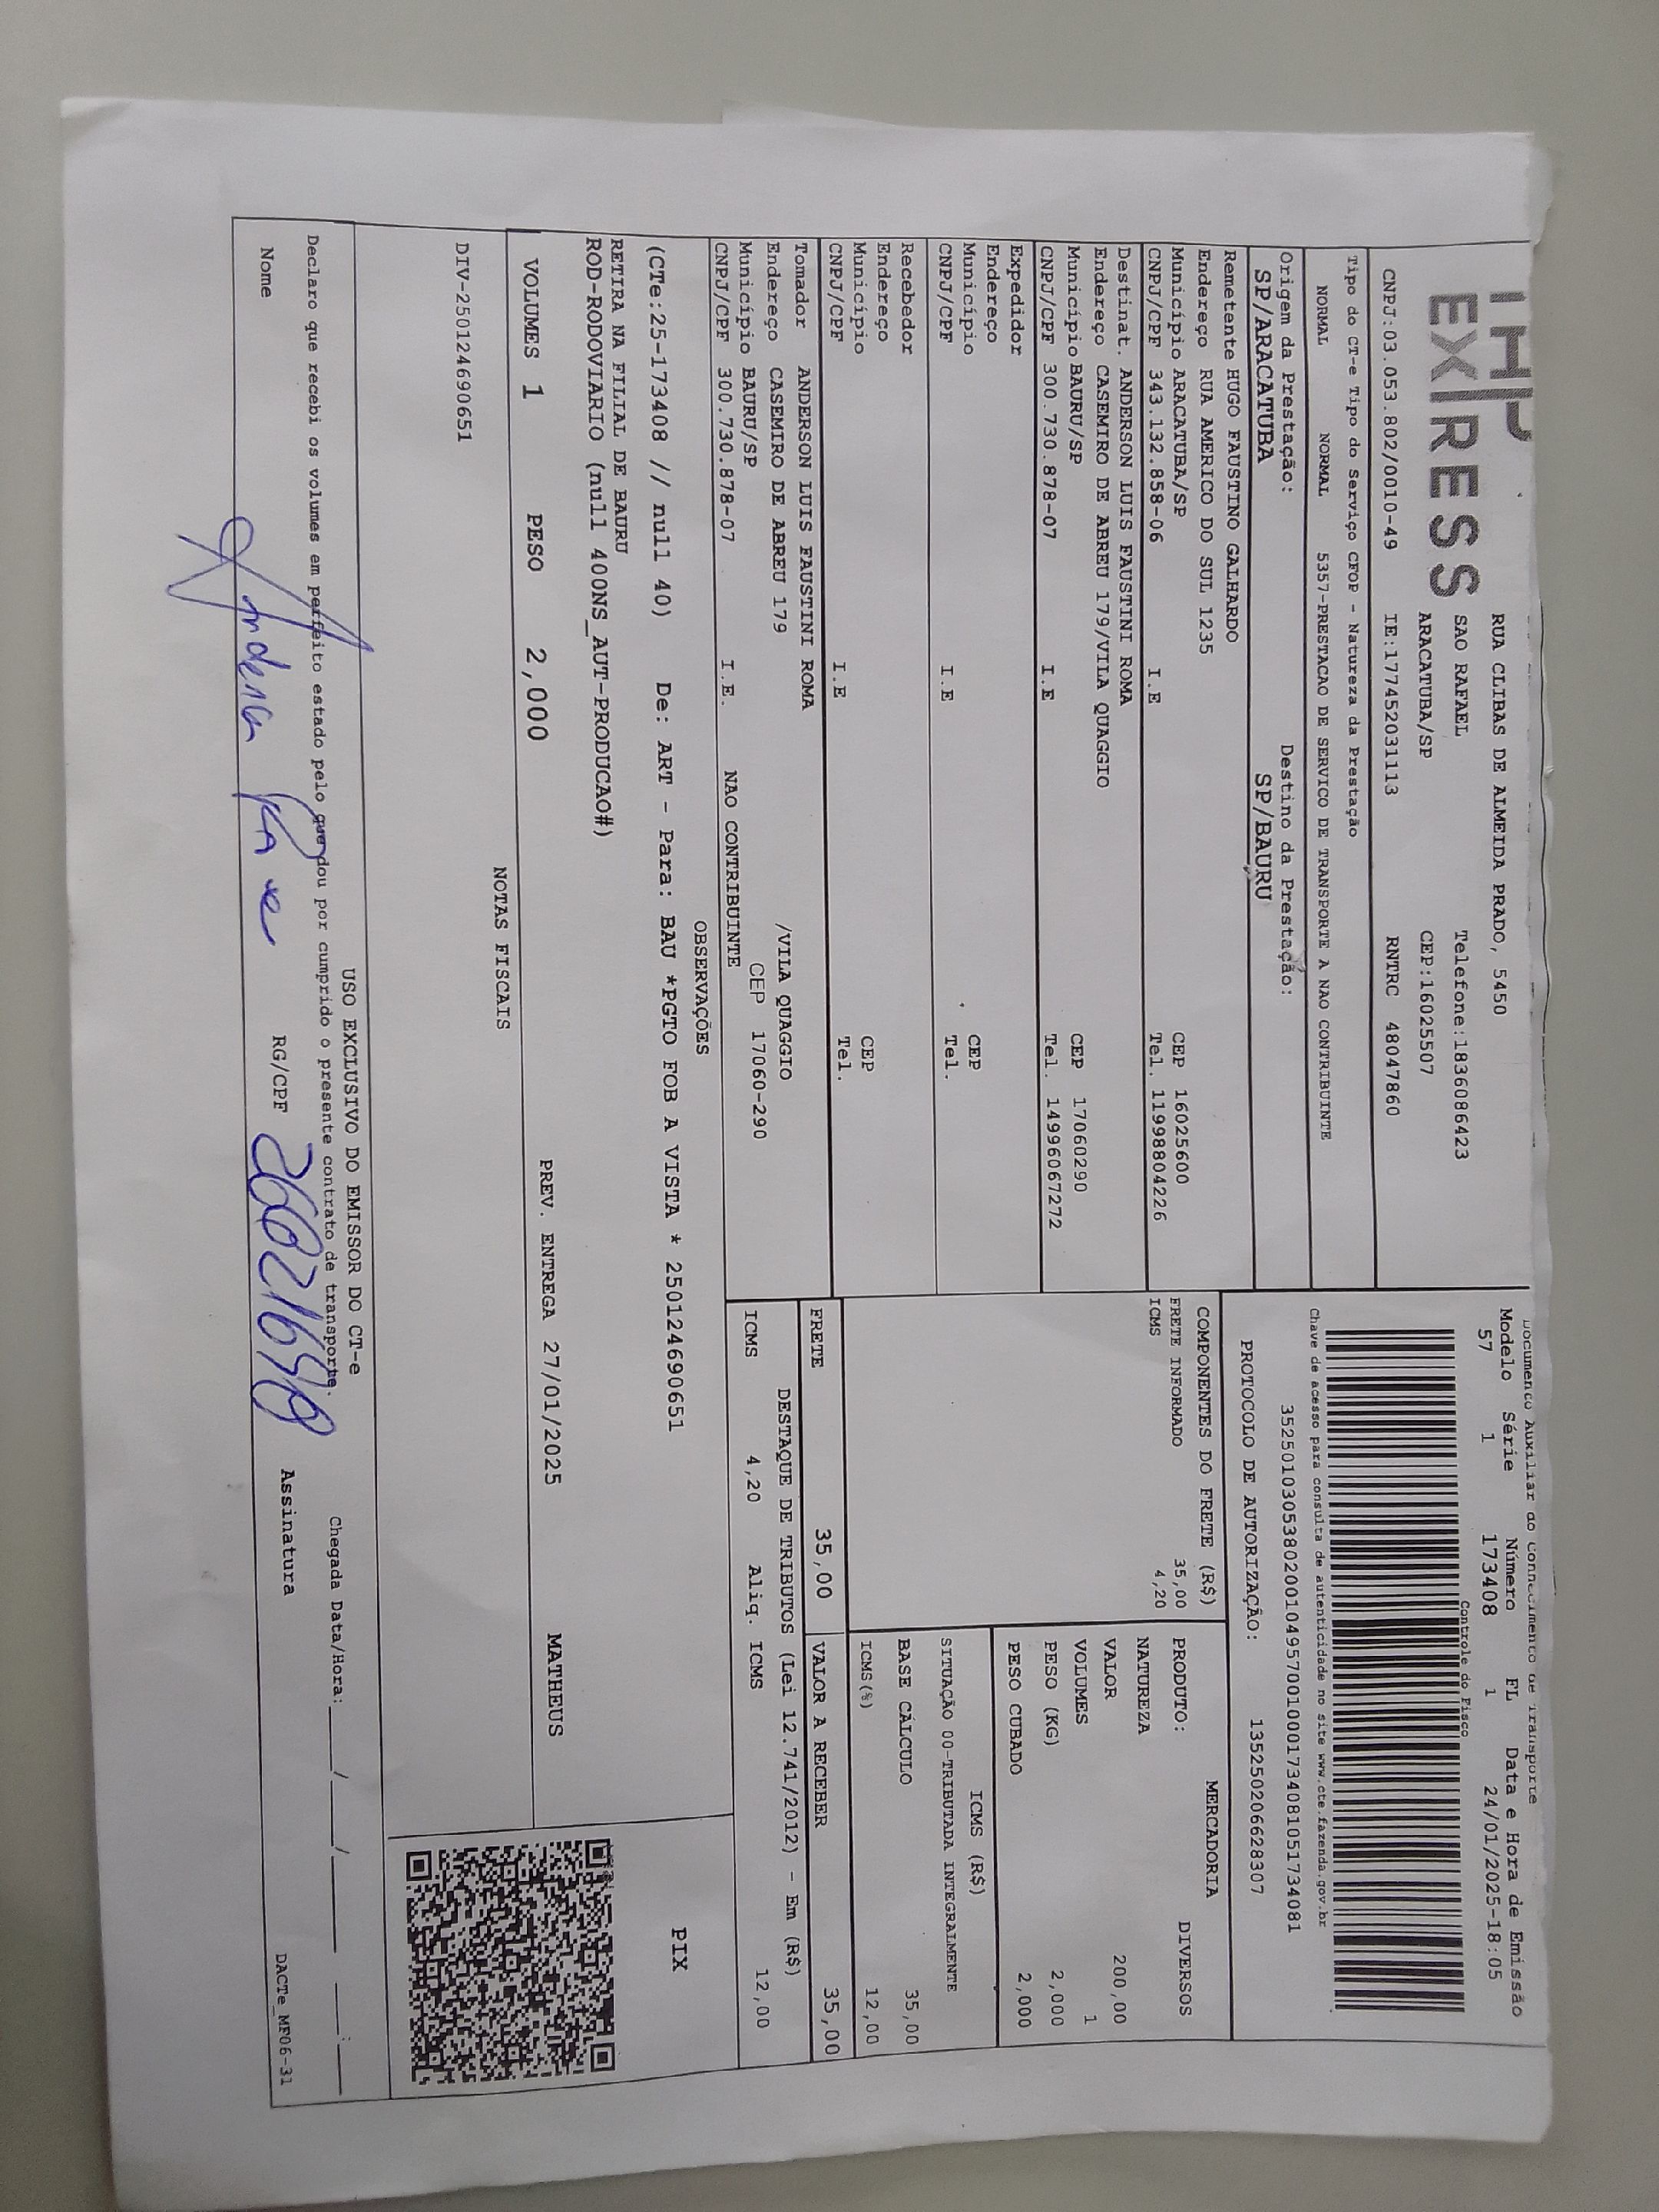 EXPRESS
RUA CLIBAS DE ALMEIDA PRADO, 5450
SAO RAFAEL Telefone:1836086423
ARACATUBA/SP CEP:16025507
CNPJ:03.053.802/0010-49 IE:177452031113 RNTRC 48047860
Documento Auxiliar do Conhecimento de Transporte
Modelo Série Número FL Data e Hora de Emissão
57 1 173408 1 24/01/2025-18:05
Controle do Fisco
Chave de acesso para consulta de autenticidade no site www.cte.fazenda.gov.br
35250103053802001049570010001734081051734081
PROTOCOLO DE AUTORIZAÇÃO: 135250206628307
Tipo do CT-e Tipo do Serviço CFOP - Natureza da Prestação
NORMAL NORMAL 5357-PRESTACAO DE SERVICO DE TRANSPORTE A NAO CONTRIBUINTE
Origem da Prestação: Destino da Prestação:
SP/ARACATUBA SP/BAURU
Remetente HUGO FAUSTINO GALHARDO
Endereço RUA AMERICO DO SUL 1235
Município ARACATUBA/SP CEP 16025600
CNPJ/CPF 343.132.858-06 I.E Tel. 11998804226
Destinat. ANDERSON LUIS FAUSTINI ROMA
Endereço CASEMIRO DE ABREU 179/VILA QUAGGIO
Município BAURU/SP CEP 17060290
CNPJ/CPF 300.730.878-07 I.E Tel. 14996067272
Expedidor
Endereço
Município CEP
CNPJ/CPF I.E Tel.
Recebedor
Endereço
Município CEP
CNPJ/CPF I.E Tel.
Tomador ANDERSON LUIS FAUSTINI ROMA
Endereço CASEMIRO DE ABREU 179 /VILA QUAGGIO
Município BAURU/SP CEP 17060-290
CNPJ/CPF 300.730.878-07 I.E. NAO CONTRIBUINTE
COMPONENTES DO FRETE (R$)
FRETE INFORMADO 35,00
ICMS 4,20
MERCADORIA
PRODUTO: DIVERSOS
NATUREZA
VALOR 200,00
VOLUMES 1
PESO (KG) 2,000
PESO CUBADO 2,000
ICMS (R$)
SITUAÇÃO 00-TRIBUTADA INTEGRALMENTE
BASE CÁLCULO 35,00
ICMS(%) 12,00
FRETE 35,00 VALOR A RECEBER 35,00
DESTAQUE DE TRIBUTOS (Lei 12.741/2012) - Em (R$)
ICMS 4,20 Aliq. ICMS 12,00
OBSERVAÇÕES
(CTe:25-173408 // null 40) De: ART - Para: BAU *PGTO FOB A VISTA * 250124690651
RETIRA NA FILIAL DE BAURU
ROD-RODOVIARIO (null 400NS_AUT-PRODUCAO#)
PIX
VOLUMES 1 PESO 2,000 PREV. ENTREGA 27/01/2025 MATHEUS
NOTAS FISCAIS
DIV-250124690651
USO EXCLUSIVO DO EMISSOR DO CT-e
Declaro que recebi os volumes em perfeito estado pelo que dou por cumprido o presente contrato de transporte. Chegada Data/Hora:____/____/____ ___:___
Nome RG/CPF Assinatura
DACTe_MF06-31